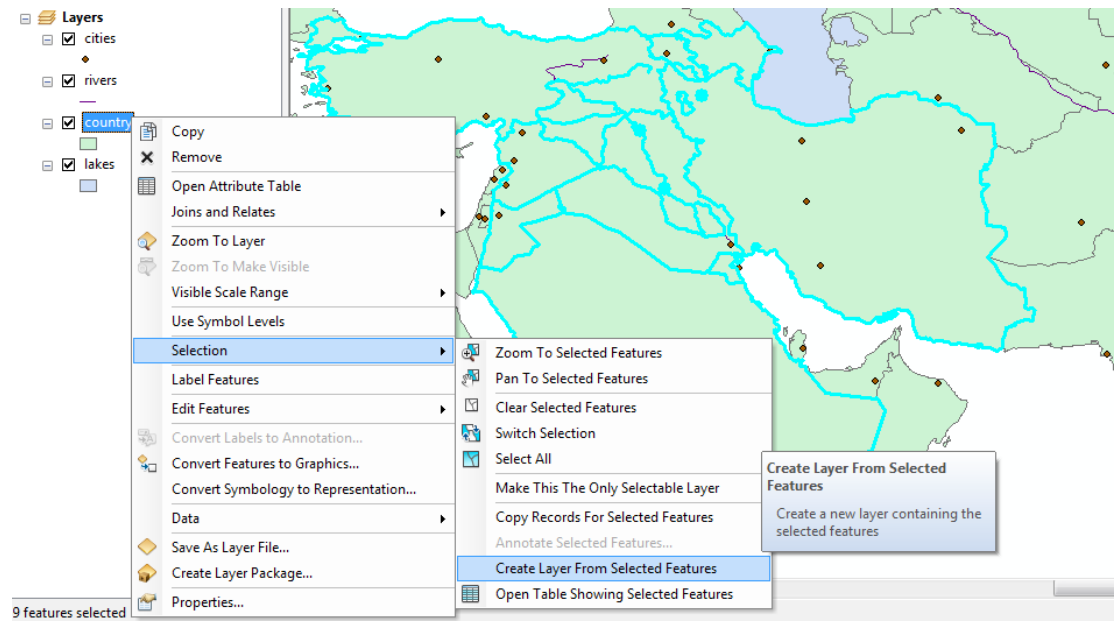 Layers
cities
rivers
country
lakes
Copy
Remove
Open Attribute Table
Joins and Relates
Zoom To Layer
Zoom To Make Visible
Visible Scale Range
Use Symbol Levels
Selection
Label Features
Edit Features
Convert Labels to Annotation...
Convert Features to Graphics...
Convert Symbology to Representation...
Data
Save As Layer File...
Create Layer Package...
Properties...
Zoom To Selected Features
Pan To Selected Features
Clear Selected Features
Switch Selection
Select All
Make This The Only Selectable Layer
Copy Records For Selected Features
Annotate Selected Features...
Create Layer From Selected Features
Open Table Showing Selected Features
Create Layer From Selected
Features
Create a new layer containing the
selected features
9 features selected